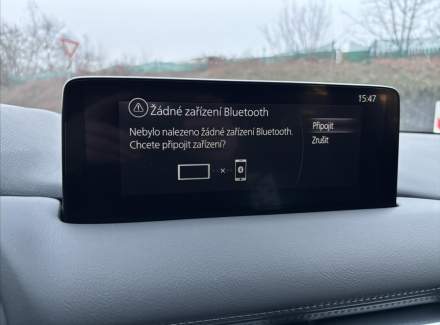 15:47
Žádné zařízení Bluetooth
Nebylo nalezeno žádné zařízení Bluetooth.
Chcete připojit zařízení?
Připojit
Zrušit